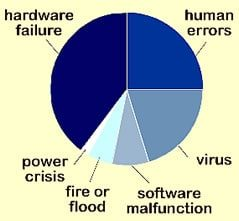 hardware
failure
human
errors
virus
software
malfunction
fire or
flood
power
crisis